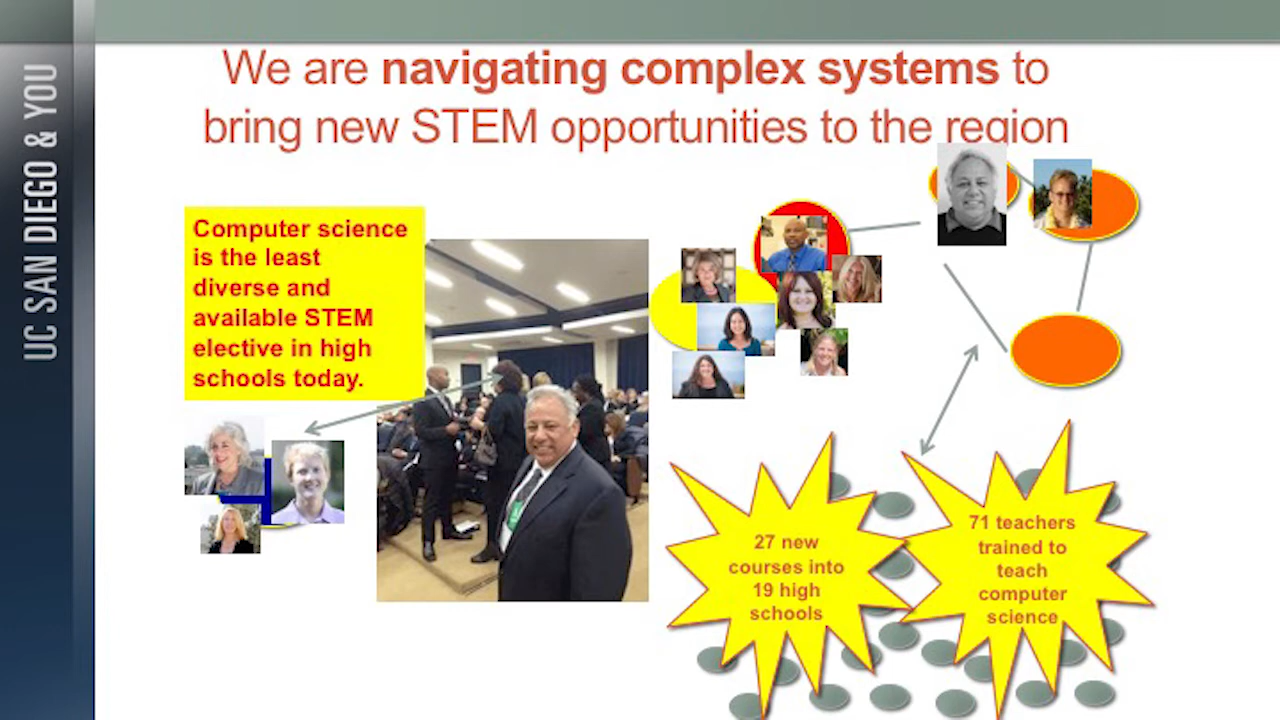 We are navigating complex systems to
bring new STEM opportunities to the region
UC SAN DIEGO & YOU
Computer science
is the least
diverse and
available STEM
elective in high
schools today.
27 new
courses into
19 high
schools
71 teachers
trained to
teach
computer
science